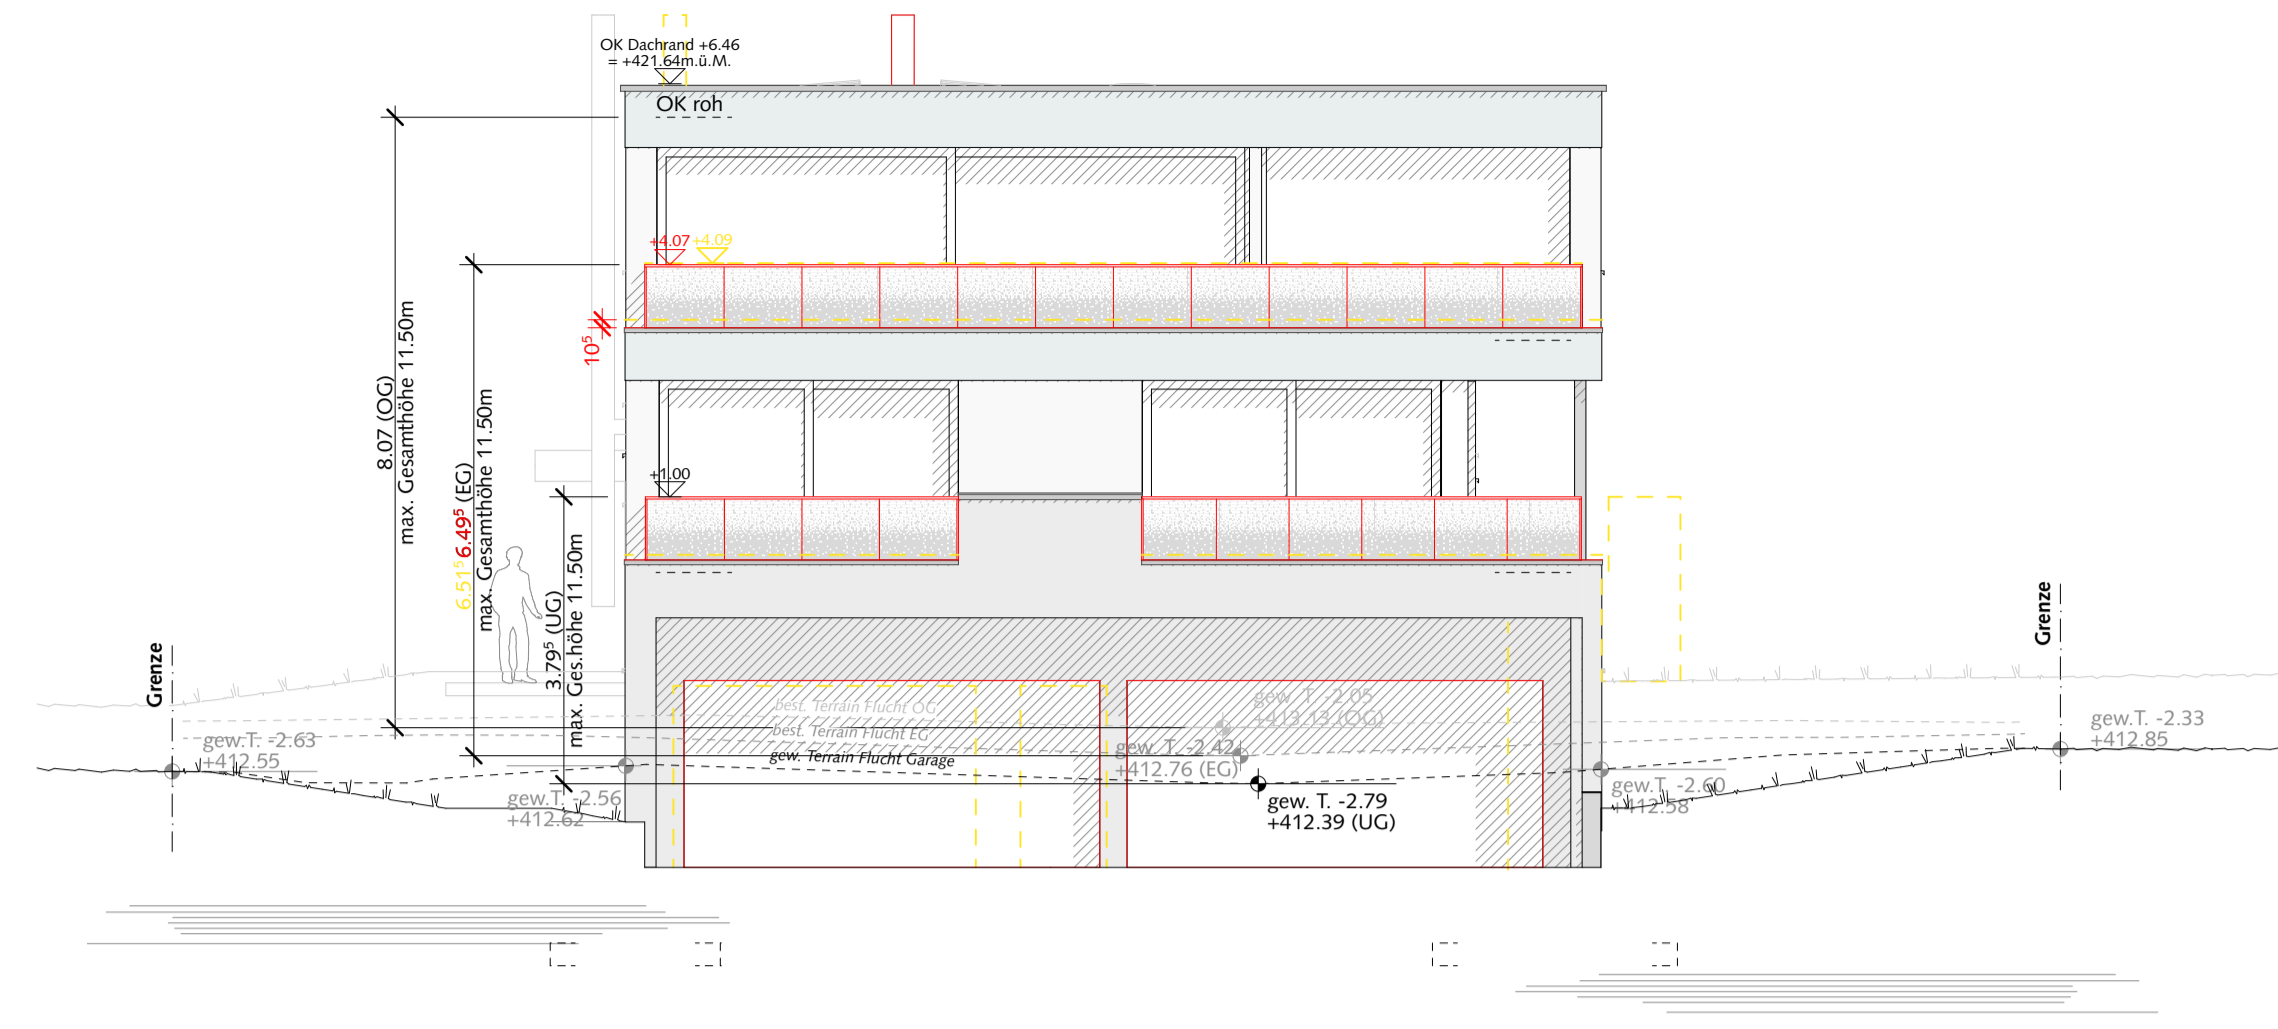 OK Dachrand +6.46
= +421.64m.ü.M.
OK roh
+4.07
+4.09
10⁵
8.07 (OG)
max. Gesamthöhe 11.50m
6.51⁵
6.49⁵ (EG)
max. Gesamthöhe 11.50m
+1.00
3.79⁵ (UG)
max. Ges.höhe 11.50m
Grenze
Grenze
best. Terrain Flucht OG
best. Terrain Flucht EG
gew. Terrain Flucht Garage
gew. T. -2.05
+413.13 (OG)
gew. T. -2.42
+412.76 (EG)
gew.T. -2.63
+412.55
gew.T. -2.33
+412.85
gew.T. -2.56
+412.62
gew. T. -2.79
+412.39 (UG)
gew.T. -2.60
+412.58